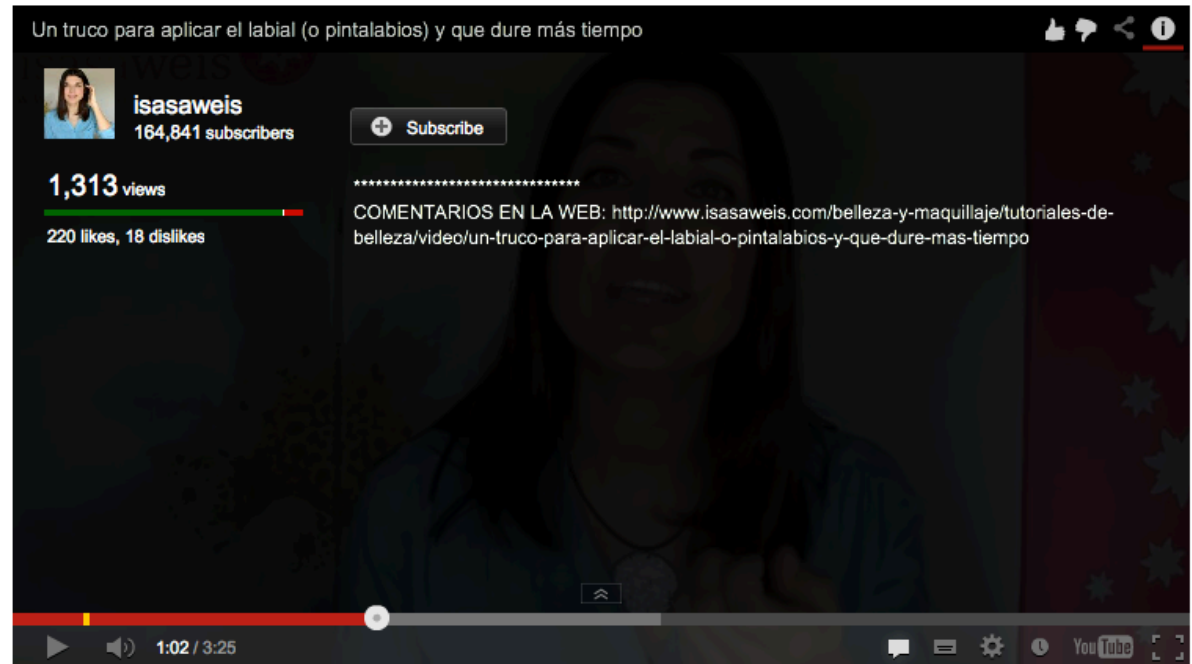 Un truco para aplicar el labial (o pintalabios) y que dure más tiempo
isasaweis
164,841 subscribers
Subscribe
1,313 views
220 likes, 18 dislikes
*******************************
COMENTARIOS EN LA WEB: http://www.isasaweis.com/belleza-y-maquillaje/tutoriales-de-
belleza/video/un-truco-para-aplicar-el-labial-o-pintalabios-y-que-dure-mas-tiempo
1:02 / 3:25
YouTube